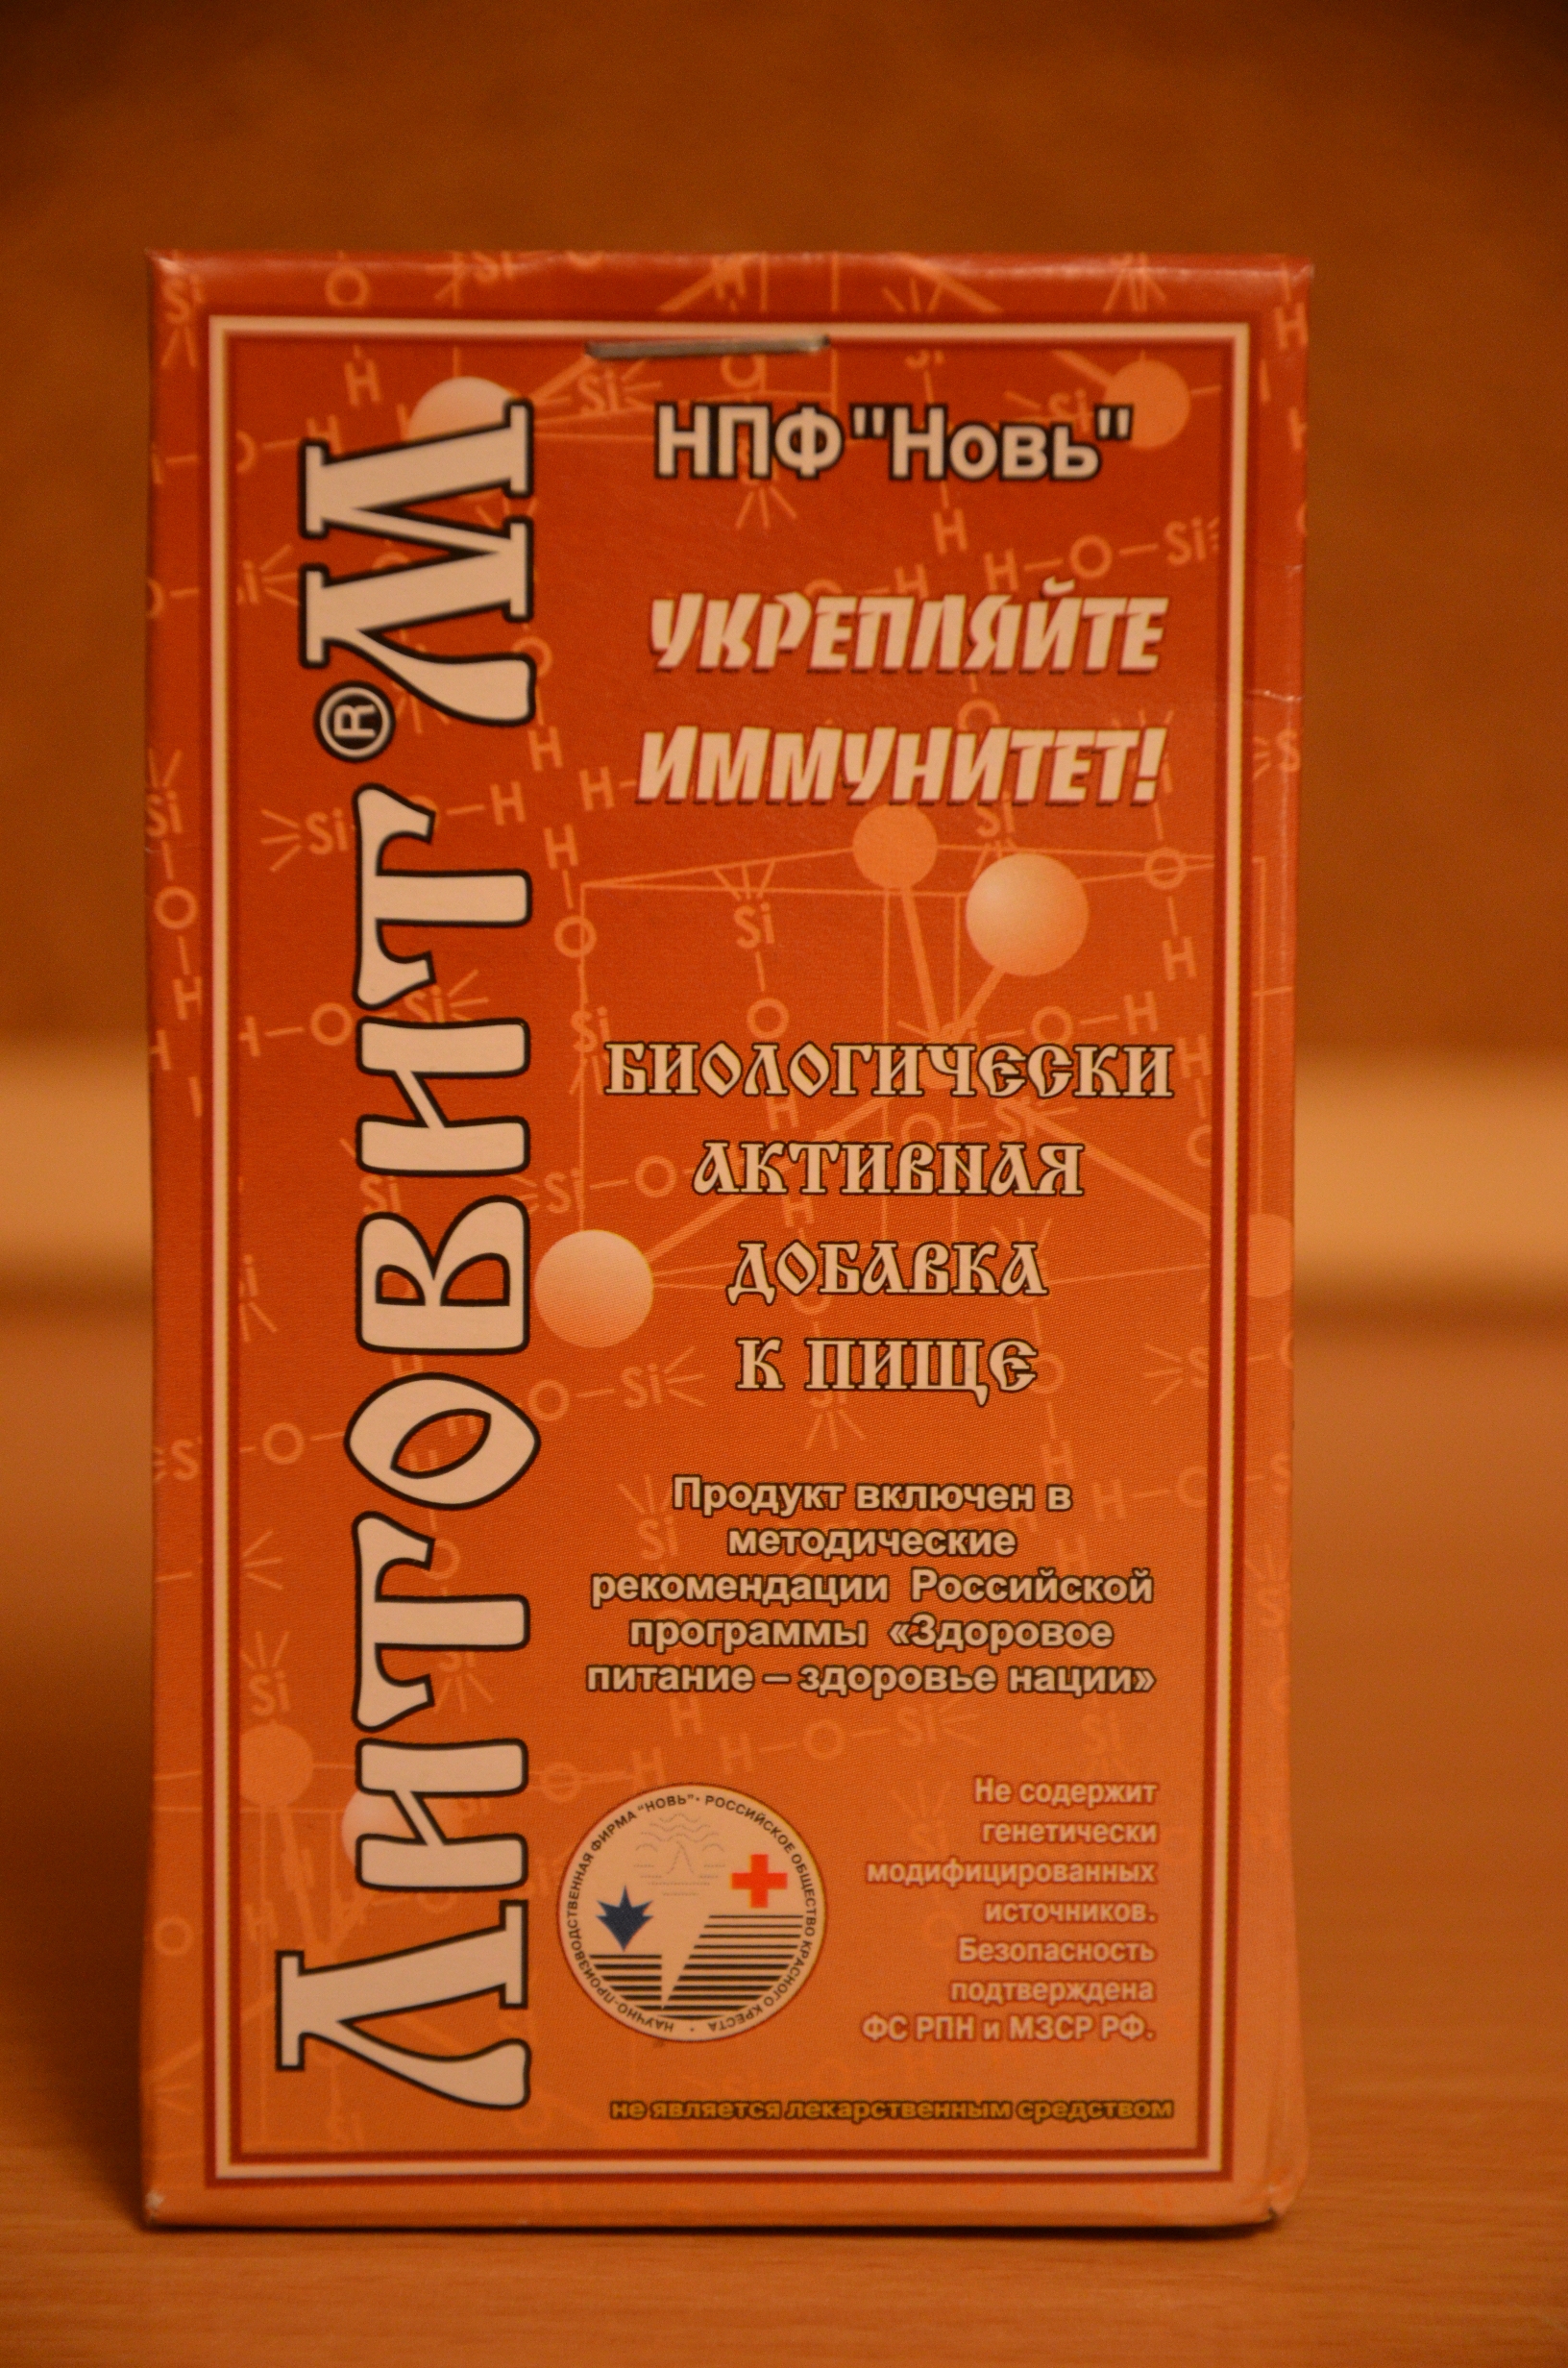 Литовит® М
НПФ "Новь"
УКРЕПЛЯЙТЕ
ИММУНИТЕТ!
БИОЛОГИЧЕСКИ
АКТИВНАЯ
ДОБАВКА
К ПИЩЕ
Продукт включен в
методические
рекомендации Российской
программы «Здоровое
питание – здоровье нации»
НАУЧНО-ПРОИЗВОДСТВЕННАЯ ФИРМА "НОВЬ" • РОССИЙСКОЕ ОБЩЕСТВО КРАСНОГО КРЕСТА •
Не содержит
генетически
модифицированных
источников.
Безопасность
подтверждена
ФС РПН и МЗСР РФ.
не является лекарственным средством